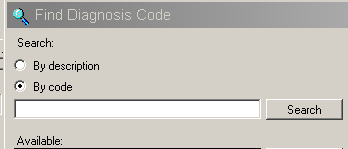 Find Diagnosis Code
Search:
By description
By code
Search
Available: